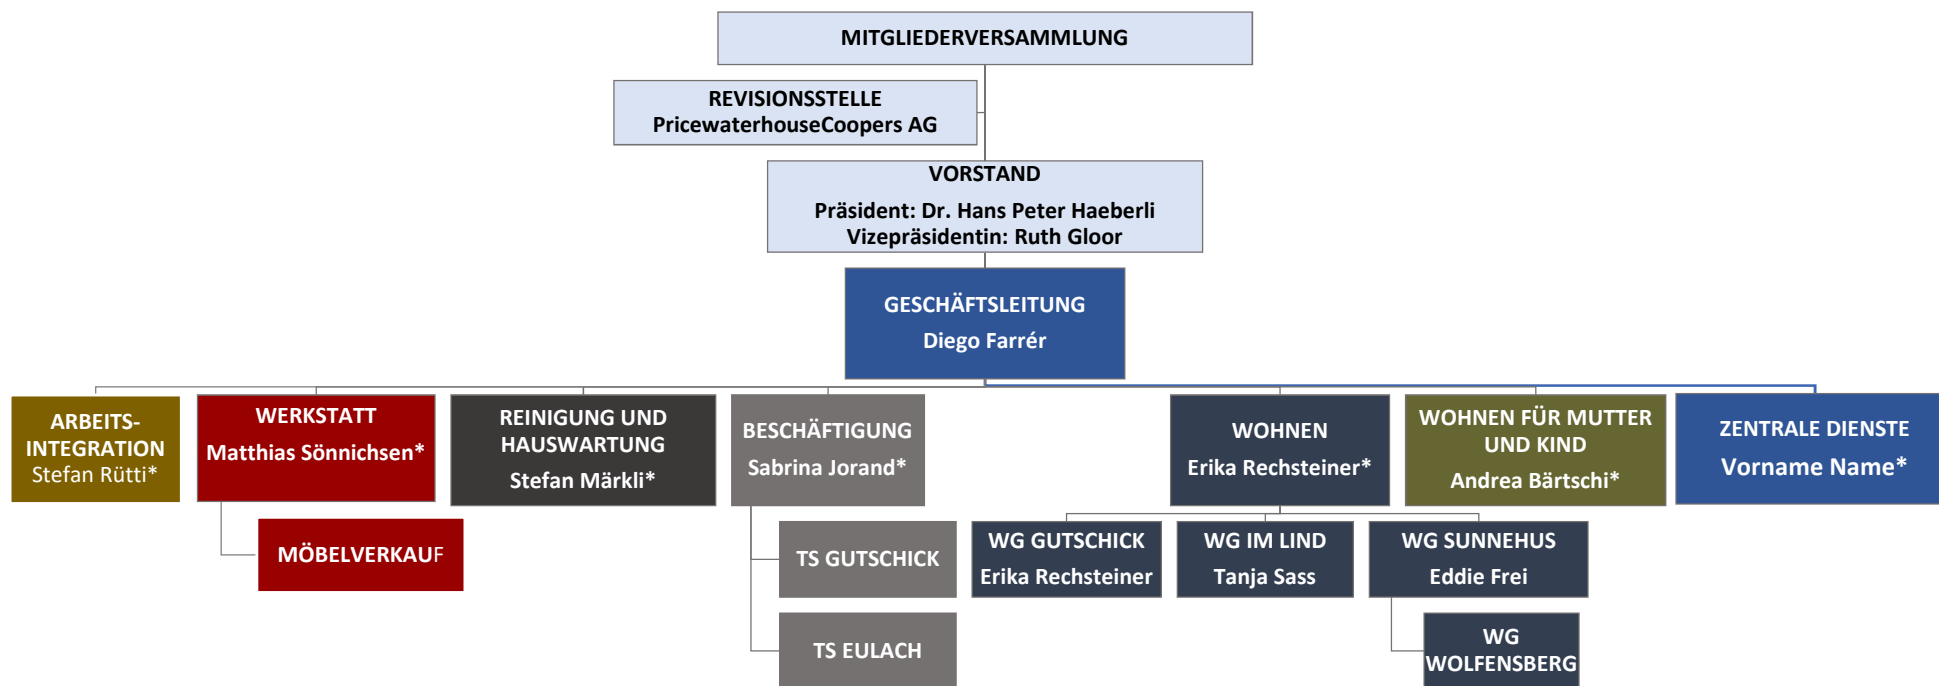 MITGLIEDERVERSAMMLUNG
REVISIONSSTELLE
PricewaterhouseCoopers AG
VORSTAND
Präsident: Dr. Hans Peter Haeberli
Vizepräsidentin: Ruth Gloor
GESCHÄFTSLEITUNG
Diego Farrér
ARBEITS-
INTEGRATION
Stefan Rütti*
WERKSTATT
Matthias Sönnichsen*
REINIGUNG UND
HAUSWARTUNG
Stefan Märkli*
BESCHÄFTIGUNG
Sabrina Jorand*
WOHNEN
Erika Rechsteiner*
WOHNEN FÜR MUTTER
UND KIND
Andrea Bärtschi*
ZENTRALE DIENSTE
Vorname Name*
MÖBELVERKAUF
TS GUTSCHICK
TS EULACH
WG GUTSCHICK
Erika Rechsteiner
WG IM LIND
Tanja Sass
WG SUNNEHUS
Eddie Frei
WG
WOLFENSBERG